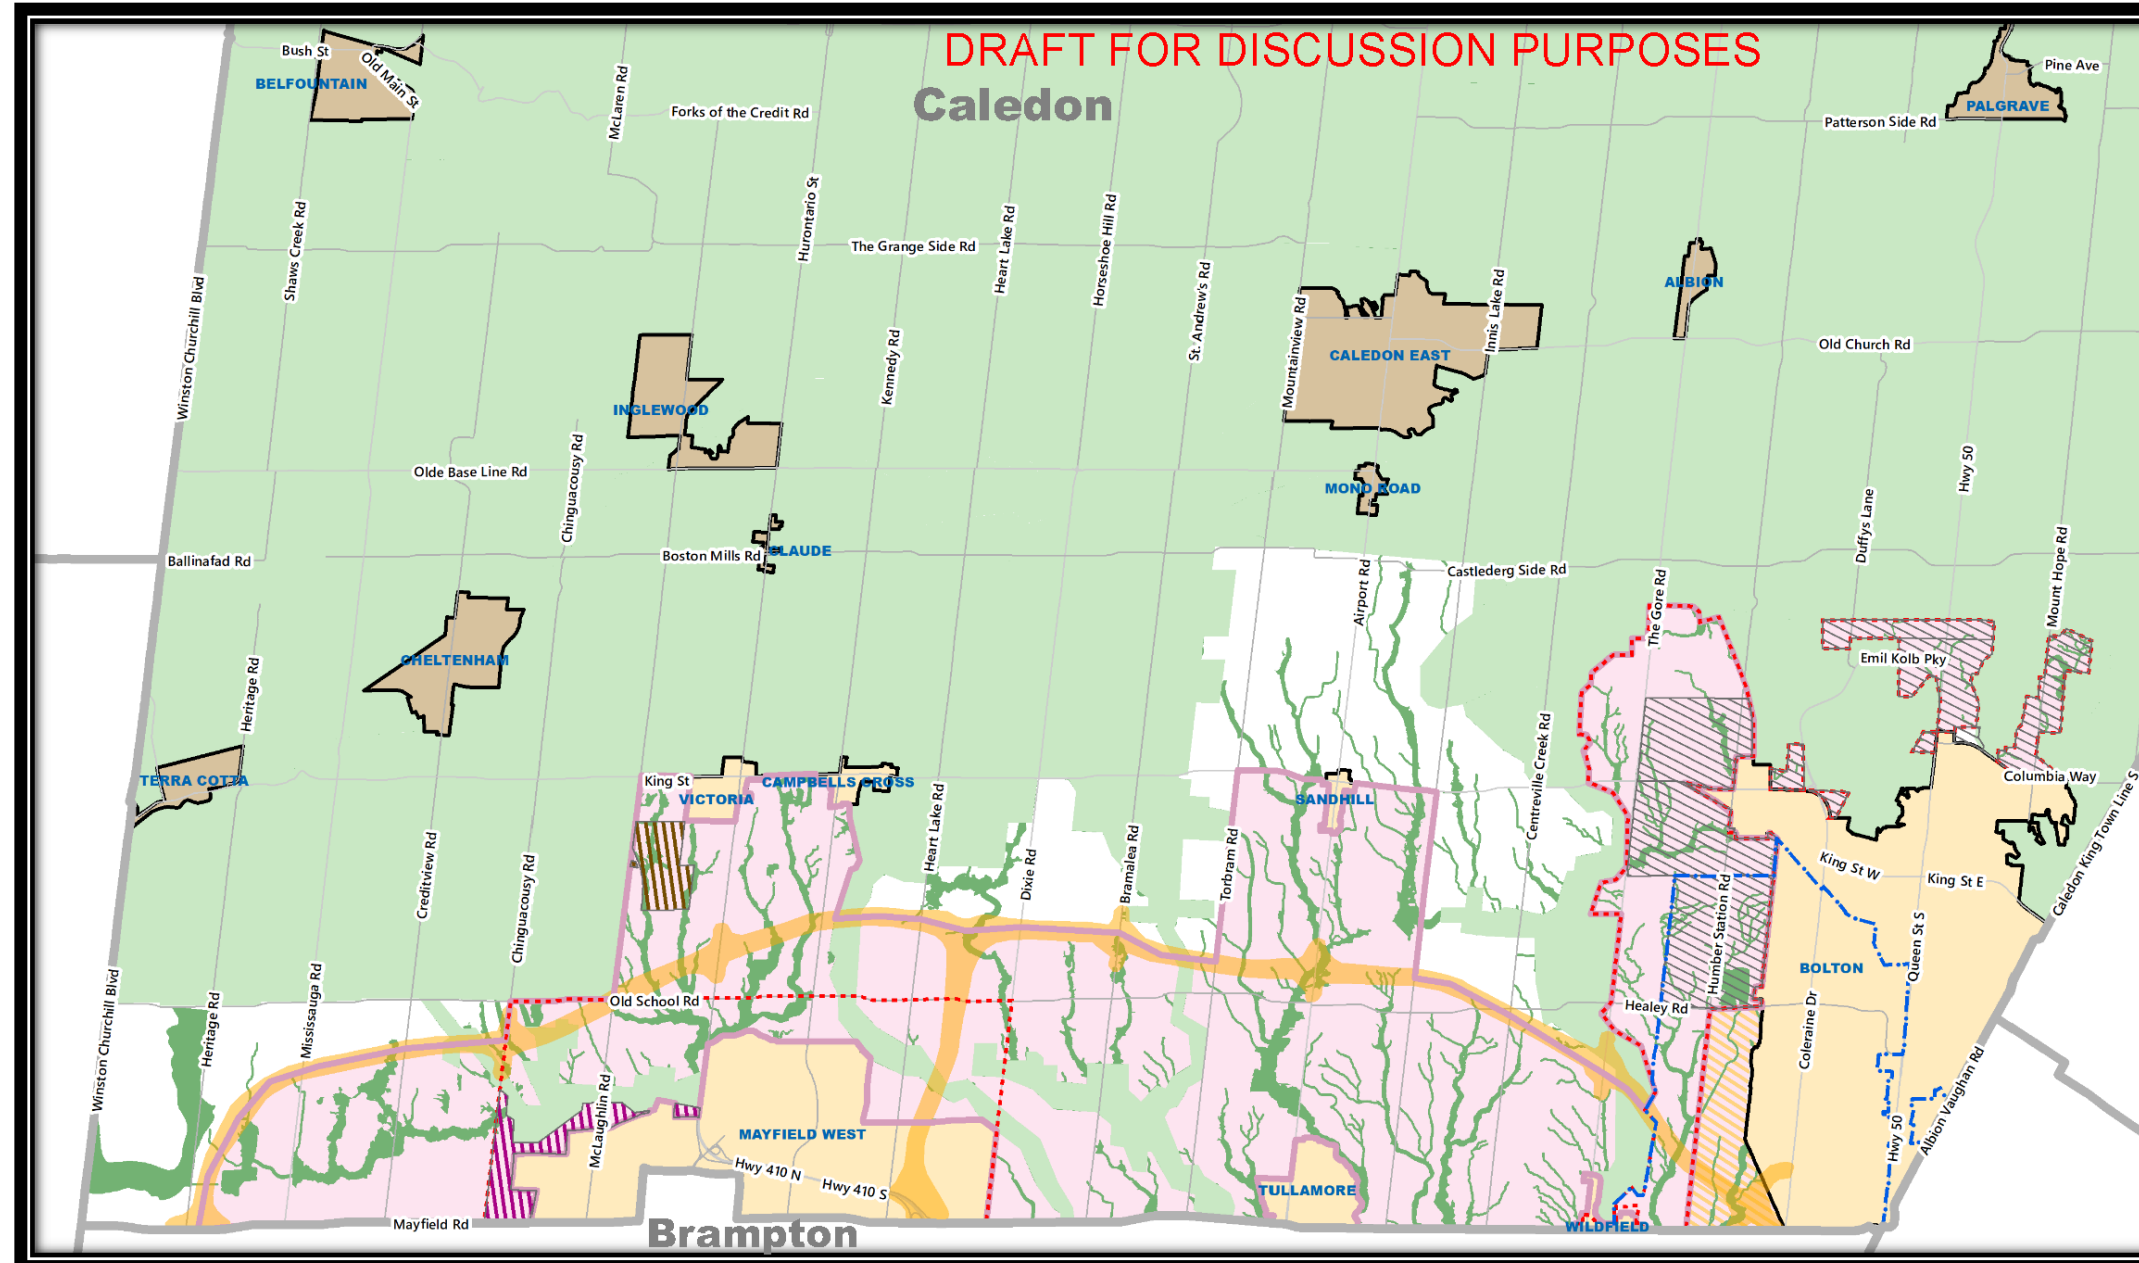 DRAFT FOR DISCUSSION PURPOSES
Bush St
Old Main St
BELFOUNTAIN
McLaren Rd
Forks of the Credit Rd
Caledon
Pine Ave
PALGRAVE
Patterson Side Rd
Shaws Creek Rd
Hurontario St
The Grange Side Rd
Heart Lake Rd
Horseshoe Hill Rd
St. Andrew's Rd
Mountainview Rd
Innis Lake Rd
ALBION
Winston Churchill Blvd
Kennedy Rd
CALEDON EAST
Old Church Rd
INGLEWOOD
Olde Base Line Rd
Chinguacousy Rd
MONO ROAD
Hwy 50
Duffys Lane
Mount Hope Rd
Ballinafad Rd
Boston Mills Rd
CLAUDE
Airport Rd
Castlederg Side Rd
The Gore Rd
CHELTENHAM
Heritage Rd
Emil Kolb Pky
TERRA COTTA
King St
VICTORIA
CAMPBELLS CROSS
SANDHILL
Centreville Creek Rd
Columbia Way
Creditview Rd
Chinguacousy Rd
Heart Lake Rd
Dixie Rd
Bramalea Rd
Torbram Rd
King St W
King St E
Caledon King Town Line S
Humber Station Rd
Queen St S
BOLTON
Winston Churchill Blvd
Heritage Rd
Mississauga Rd
Old School Rd
Healey Rd
Coleraine Dr
McLaughlin Rd
MAYFIELD WEST
Hwy 410 N
Hwy 410 S
Hwy 50
Albion Vaughan Rd
TULLAMORE
Mayfield Rd
WILDFIELD
Brampton